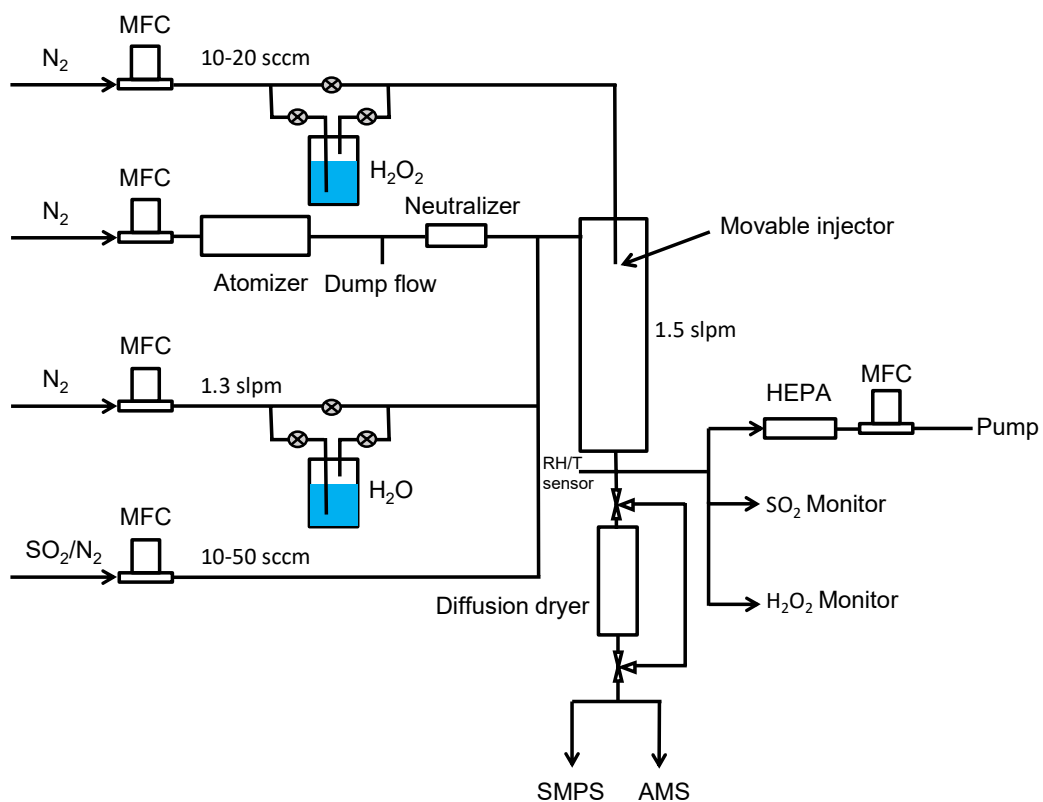 MFC
N₂
10-20 sccm
H₂O₂
MFC
N₂
Neutralizer
Movable injector
Atomizer
Dump flow
1.5 slpm
MFC
N₂
1.3 slpm
HEPA
MFC
Pump
RH/T
sensor
H₂O
SO₂ Monitor
MFC
SO₂/N₂
10-50 sccm
Diffusion dryer
H₂O₂ Monitor
SMPS
AMS